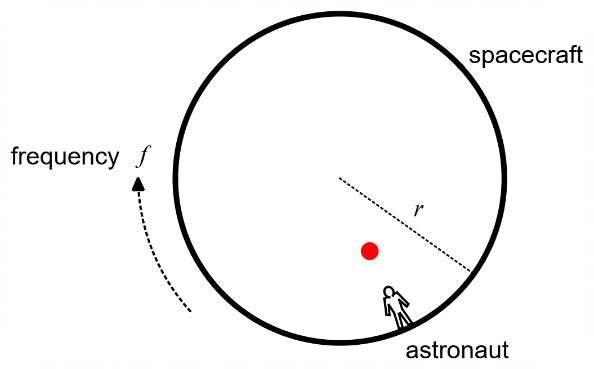 spacecraft
frequency f
r
astronaut